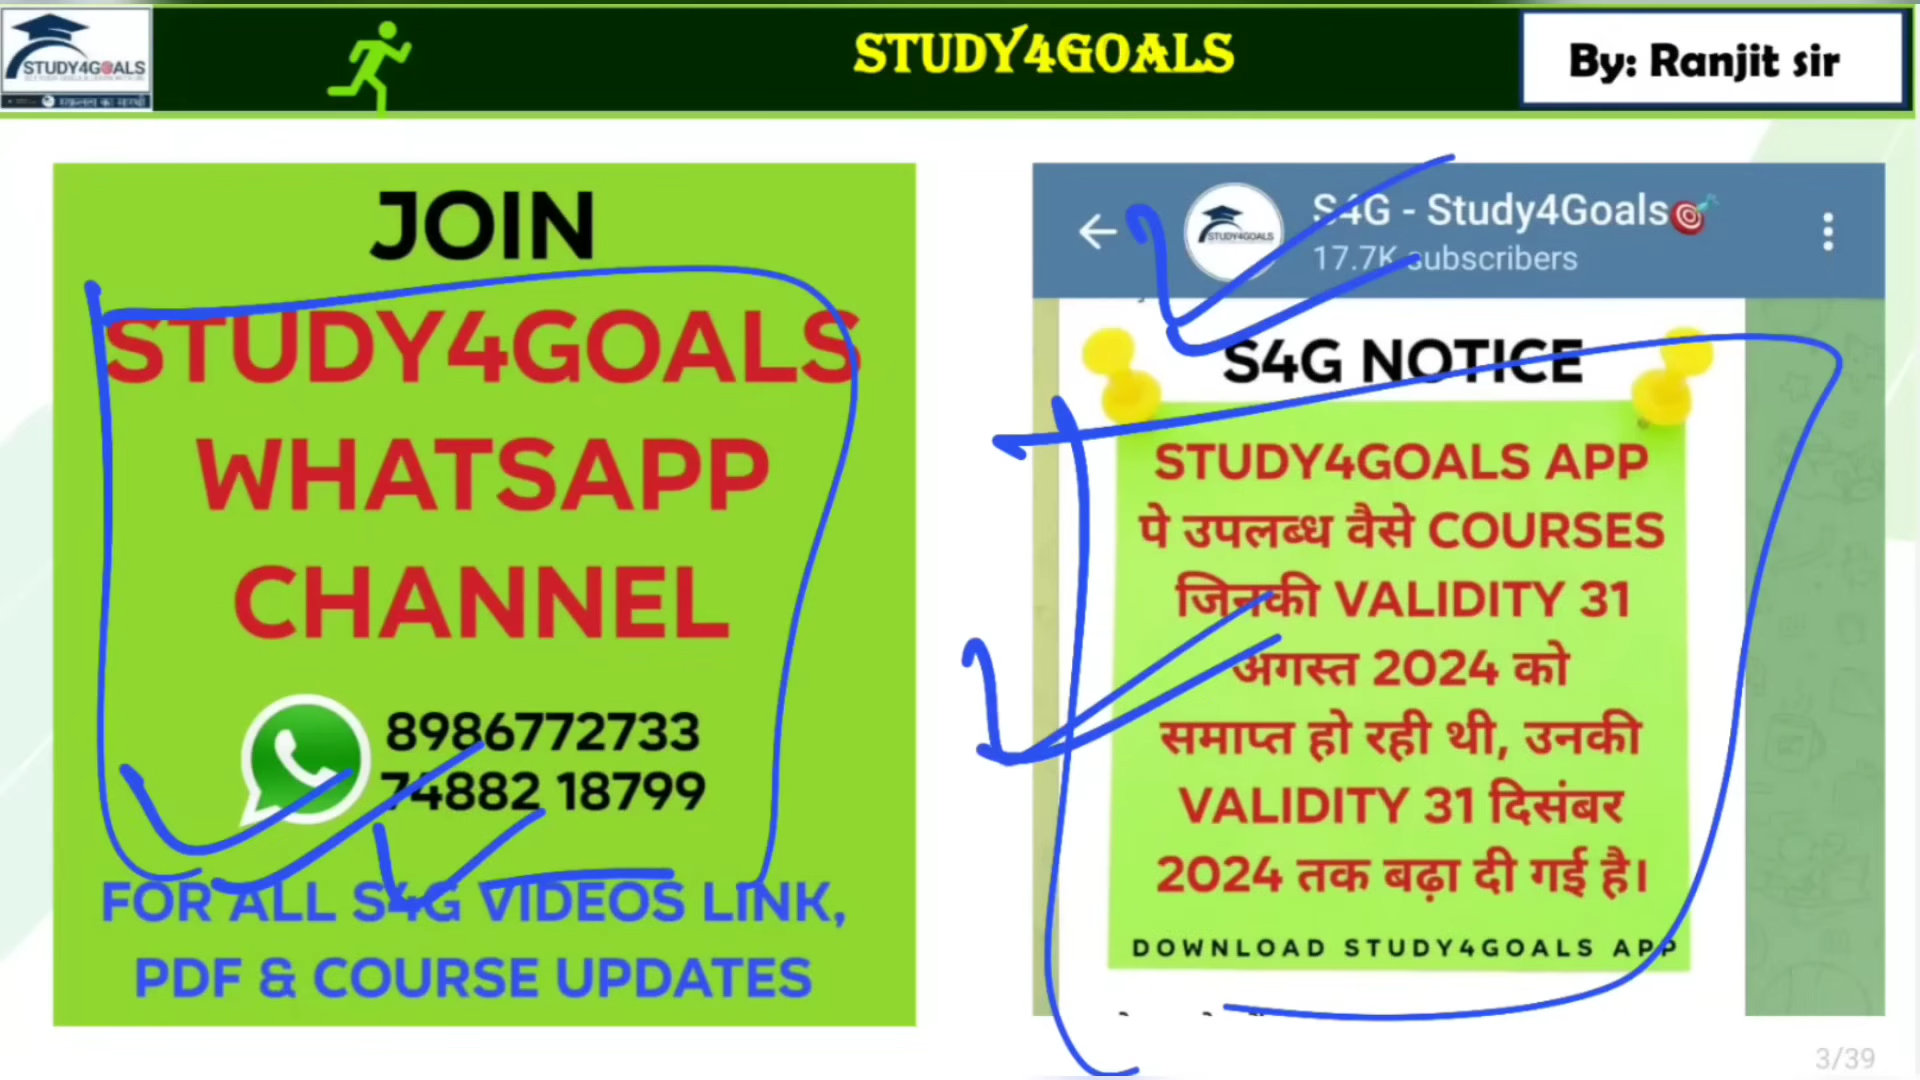 STUDY4GOALS
STUDY4GOALS
By: Ranjit sir
JOIN
STUDY4GOALS
WHATSAPP
CHANNEL
8986772733
74882 18799
FOR ALL S4G VIDEOS LINK,
PDF & COURSE UPDATES
STUDY4GOALS
S4G - Study4Goals🎯
17.7K subscribers
S4G NOTICE
STUDY4GOALS APP
पे उपलब्ध वैसे COURSES
जिनकी VALIDITY 31
अगस्त 2024 को
समाप्त हो रही थी, उनकी
VALIDITY 31 दिसंबर
2024 तक बढ़ा दी गई है।
DOWNLOAD STUDY4GOALS APP
3/39